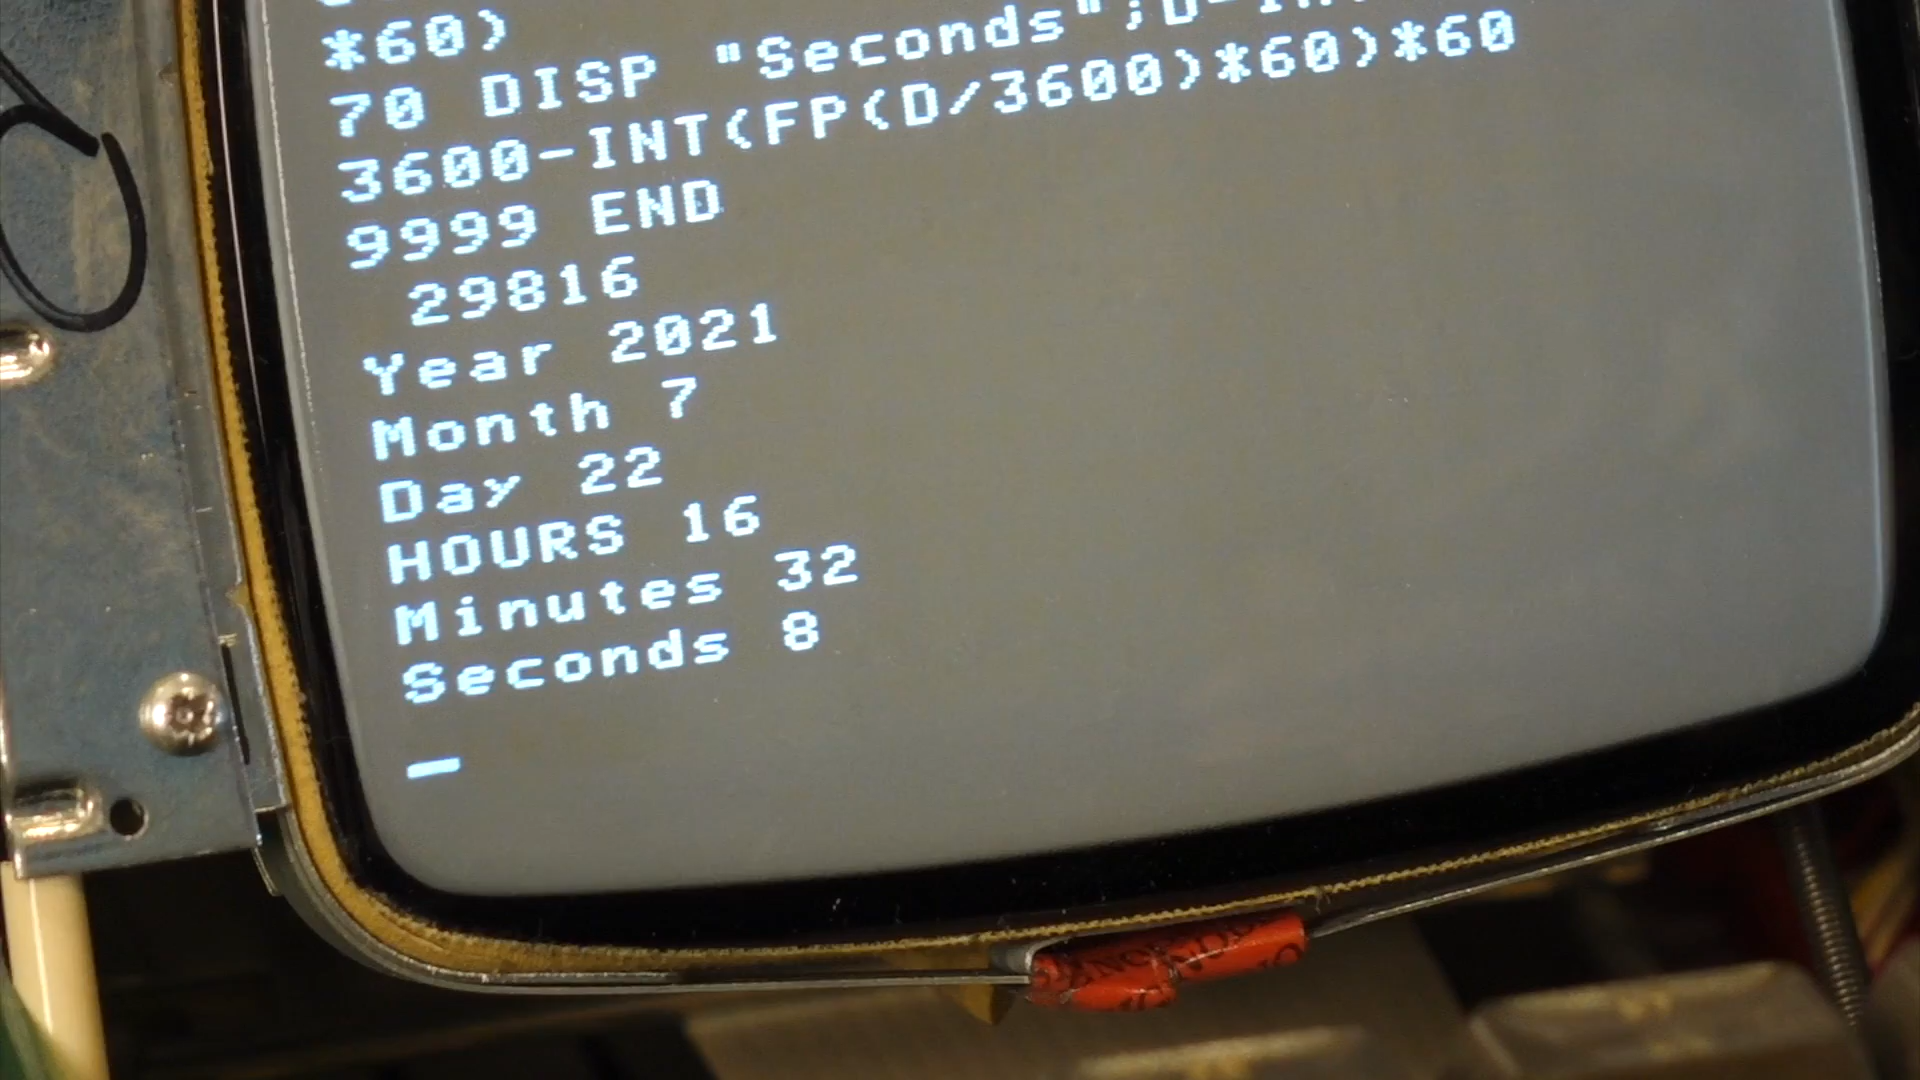 *60)
70 DISP "Seconds";D-INT
3600-INT(FP(D/3600)*60)*60
9999 END
29816
Year 2021
Month 7
Day 22
HOURS 16
Minutes 32
Seconds 8